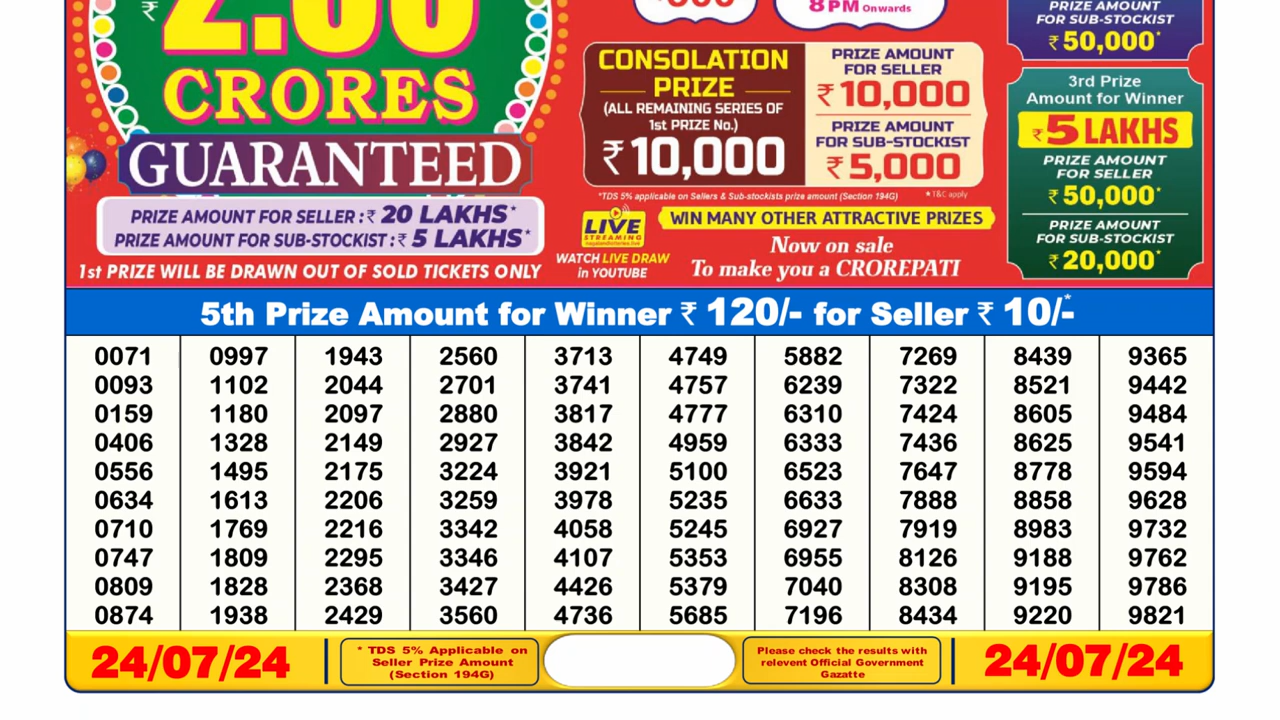 ₹ 2.00
CRORES
GUARANTEED
PRIZE AMOUNT FOR SELLER :₹ 20 LAKHS*
PRIZE AMOUNT FOR SUB-STOCKIST :₹ 5 LAKHS*
1st PRIZE WILL BE DRAWN OUT OF SOLD TICKETS ONLY
8 PM Onwards
CONSOLATION
PRIZE
(ALL REMAINING SERIES OF
1st PRIZE No.)
₹10,000
PRIZE AMOUNT
FOR SELLER
₹10,000
PRIZE AMOUNT
FOR SUB-STOCKIST
₹5,000
*TDS 5% applicable on Sellers & Sub-stockists prize amount (Section 194G)
*T&C apply
LIVE
STREAMING
nagalandlotteries.live
WATCH LIVE DRAW
in YOUTUBE
WIN MANY OTHER ATTRACTIVE PRIZES
Now on sale
To make you a CROREPATI
PRIZE AMOUNT
FOR SUB-STOCKIST
₹50,000*
3rd Prize
Amount for Winner
₹5 LAKHS
PRIZE AMOUNT
FOR SELLER
₹50,000*
PRIZE AMOUNT
FOR SUB-STOCKIST
₹20,000*
5th Prize Amount for Winner ₹ 120/- for Seller ₹ 10/-*
0071 0997 1943 2560 3713 4749 5882 7269 8439 9365
0093 1102 2044 2701 3741 4757 6239 7322 8521 9442
0159 1180 2097 2880 3817 4777 6310 7424 8605 9484
0406 1328 2149 2927 3842 4959 6333 7436 8625 9541
0556 1495 2175 3224 3921 5100 6523 7647 8778 9594
0634 1613 2206 3259 3978 5235 6633 7888 8858 9628
0710 1769 2216 3342 4058 5245 6927 7919 8983 9732
0747 1809 2295 3346 4107 5353 6955 8126 9188 9762
0809 1828 2368 3427 4426 5379 7040 8308 9195 9786
0874 1938 2429 3560 4736 5685 7196 8434 9220 9821
24/07/24
* TDS 5% Applicable on
Seller Prize Amount
(Section 194G)
Please check the results with
relevent Official Government
Gazatte
24/07/24